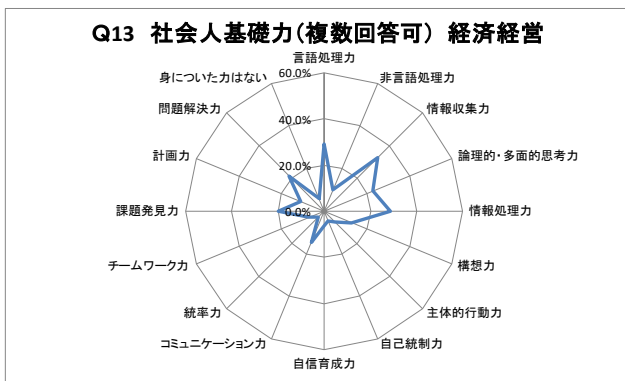 Q13 社会人基礎力(複数回答可) 経済経営
言語処理力
60.0%
40.0%
20.0%
0.0%
非言語処理力
情報収集力
論理的・多面的思考力
情報処理力
構想力
主体的行動力
自己統制力
自信育成力
コミュニケーション力
統率力
チームワーク力
課題発見力
計画力
問題解決力
身についた力はない